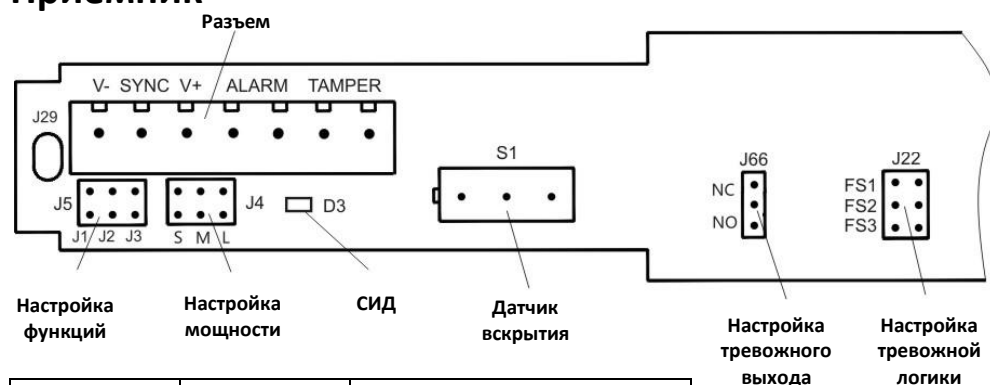 Приемник
Разъем
V- SYNC V+ ALARM TAMPER
J29
S1
J66
J22
NC
NO
FS1
FS2
FS3
J5
J4
D3
J1 J2 J3
S M L
Настройка
функций
Настройка
мощности
СИД
Датчик
вскрытия
Настройка
тревожного
выхода
Настройка
тревожной
логики